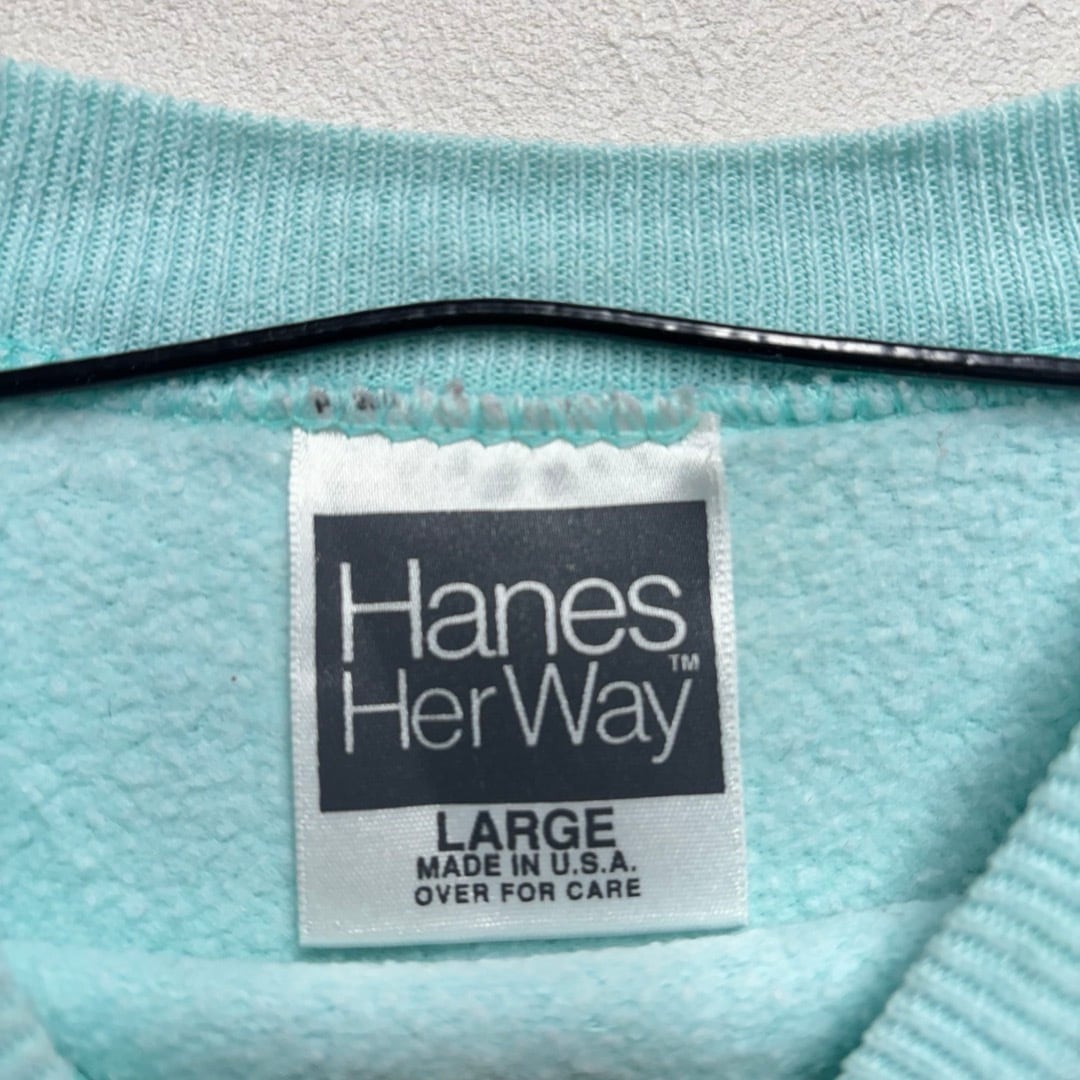 Hanes
Her Way™
LARGE
MADE IN U.S.A.
OVER FOR CARE